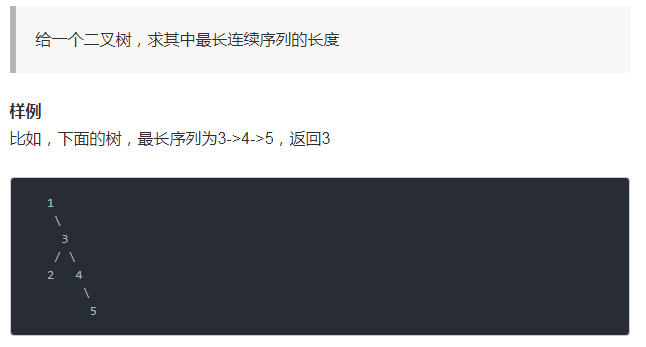 给一个二叉树，求其中最长连续序列的长度
样例
比如，下面的树，最长序列为3->4->5，返回3
1
\
3
/ \
2 4
\
5